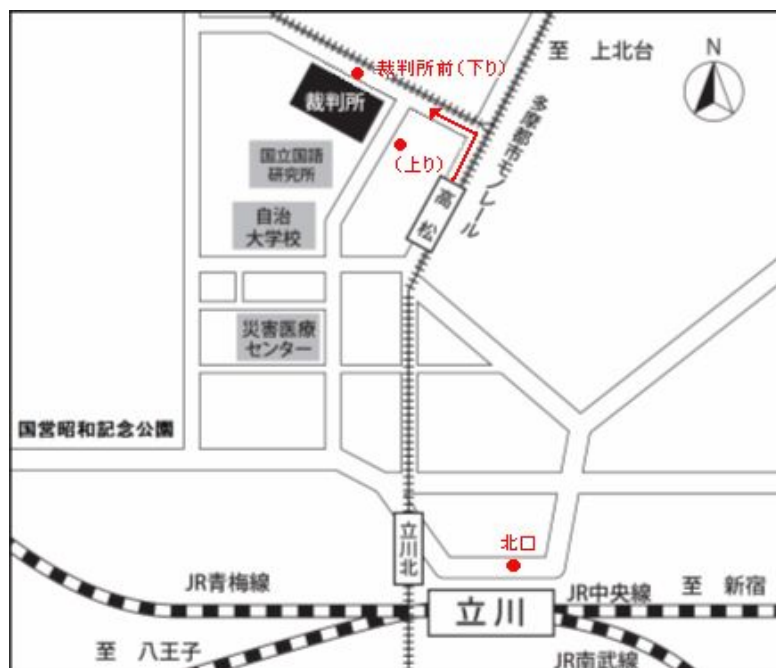 裁判所前(下り)
至 上北台
N
裁判所
多摩都市モノレール
(上り)
国立国語
研究所
高松
自治
大学校
災害医療
センター
国営昭和記念公園
立川北
北口
JR青梅線
立川
JR中央線
至 新宿
至 八王子
JR南武線